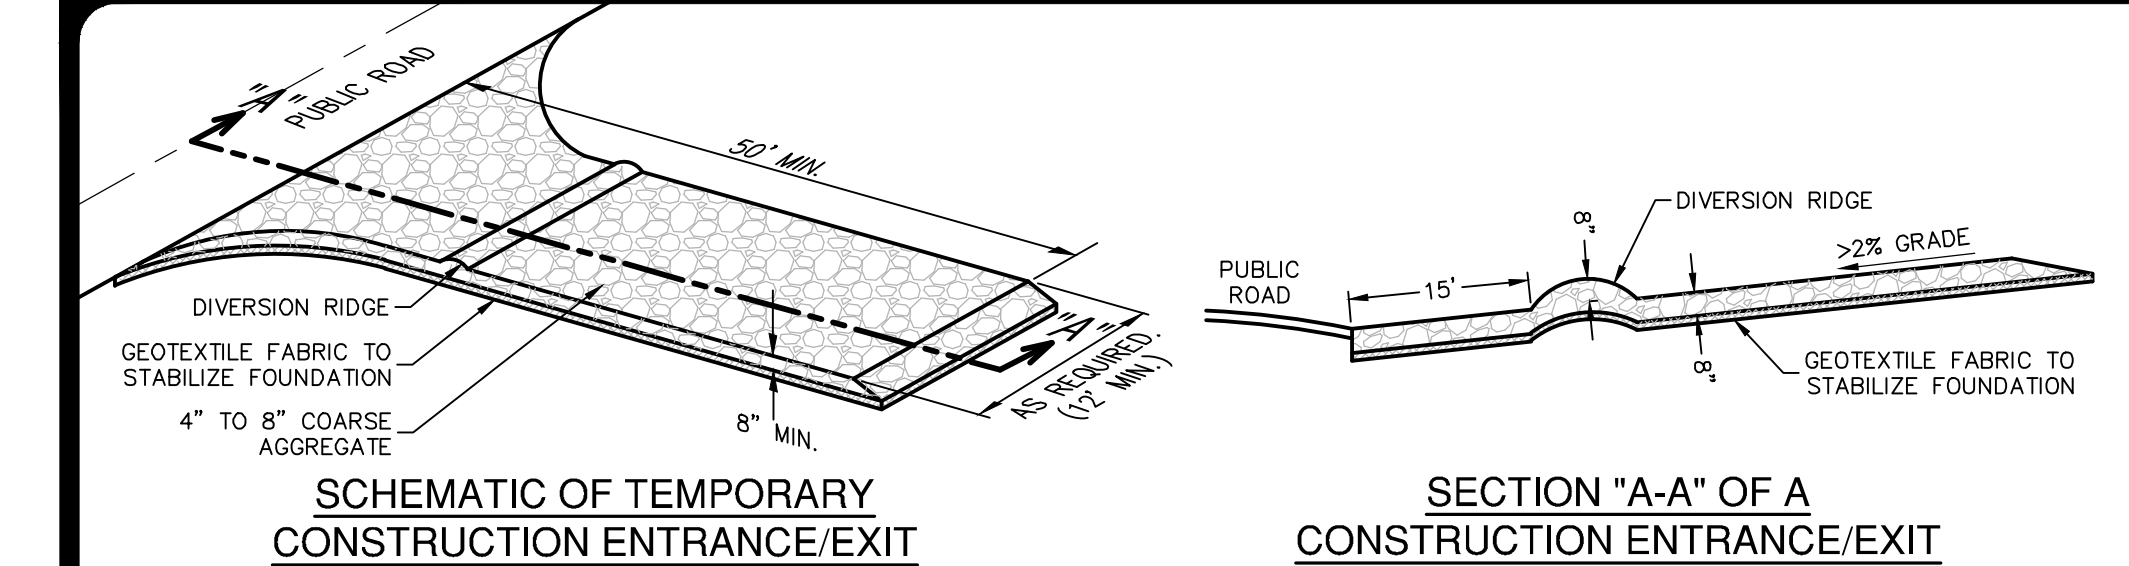 "A"
PUBLIC ROAD
50' MIN.
DIVERSION RIDGE
GEOTEXTILE FABRIC TO
STABILIZE FOUNDATION
4" TO 8" COARSE
AGGREGATE
8" MIN.
"A"
AS REQUIRED.
(12' MIN.)
SCHEMATIC OF TEMPORARY
CONSTRUCTION ENTRANCE/EXIT
PUBLIC
ROAD
15'
8"
DIVERSION RIDGE
>2% GRADE
8"
GEOTEXTILE FABRIC TO
STABILIZE FOUNDATION
SECTION "A-A" OF A
CONSTRUCTION ENTRANCE/EXIT